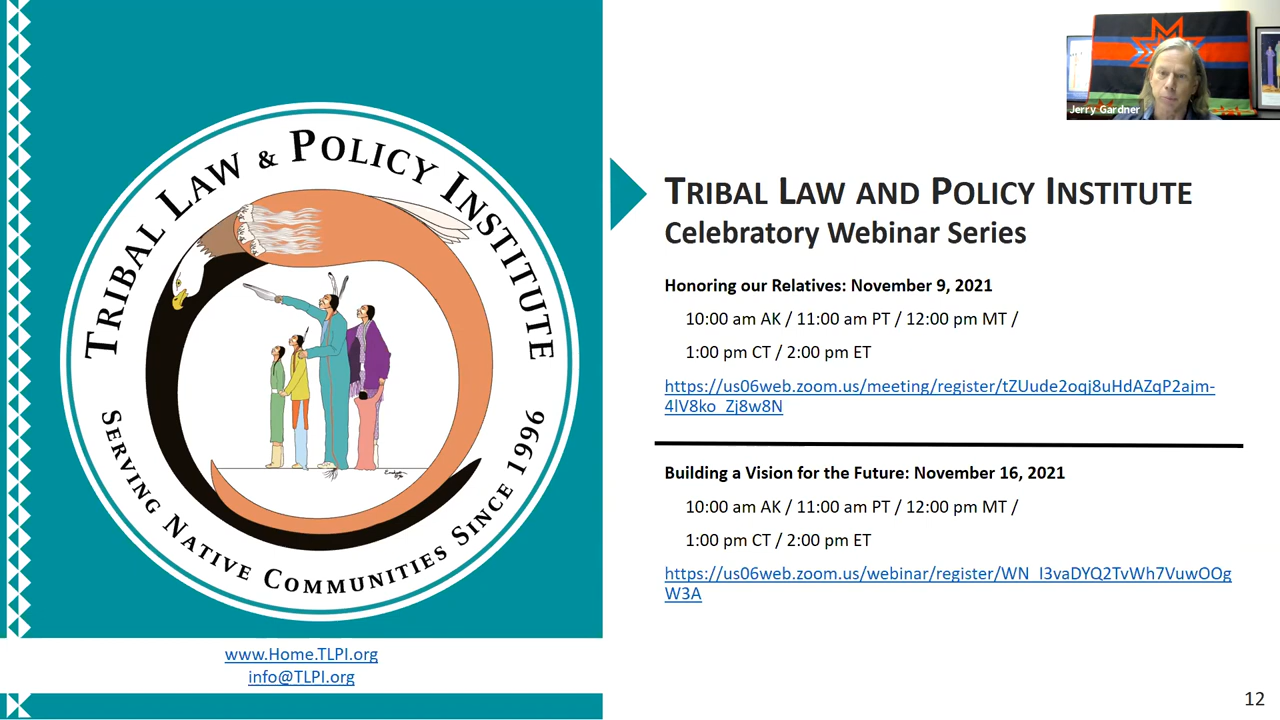 Jerry Gardner
TRIBAL LAW & POLICY INSTITUTE
SERVING NATIVE COMMUNITIES SINCE 1996
www.Home.TLPI.org
info@TLPI.org
TRIBAL LAW AND POLICY INSTITUTE
Celebratory Webinar Series
Honoring our Relatives: November 9, 2021
10:00 am AK / 11:00 am PT / 12:00 pm MT /
1:00 pm CT / 2:00 pm ET
https://us06web.zoom.us/meeting/register/tZUude2oqj8uHdAZqP2ajm-
4lV8ko_Zj8w8N
Building a Vision for the Future: November 16, 2021
10:00 am AK / 11:00 am PT / 12:00 pm MT /
1:00 pm CT / 2:00 pm ET
https://us06web.zoom.us/webinar/register/WN_I3vaDYQ2TvWh7VuwOOg
W3A
12